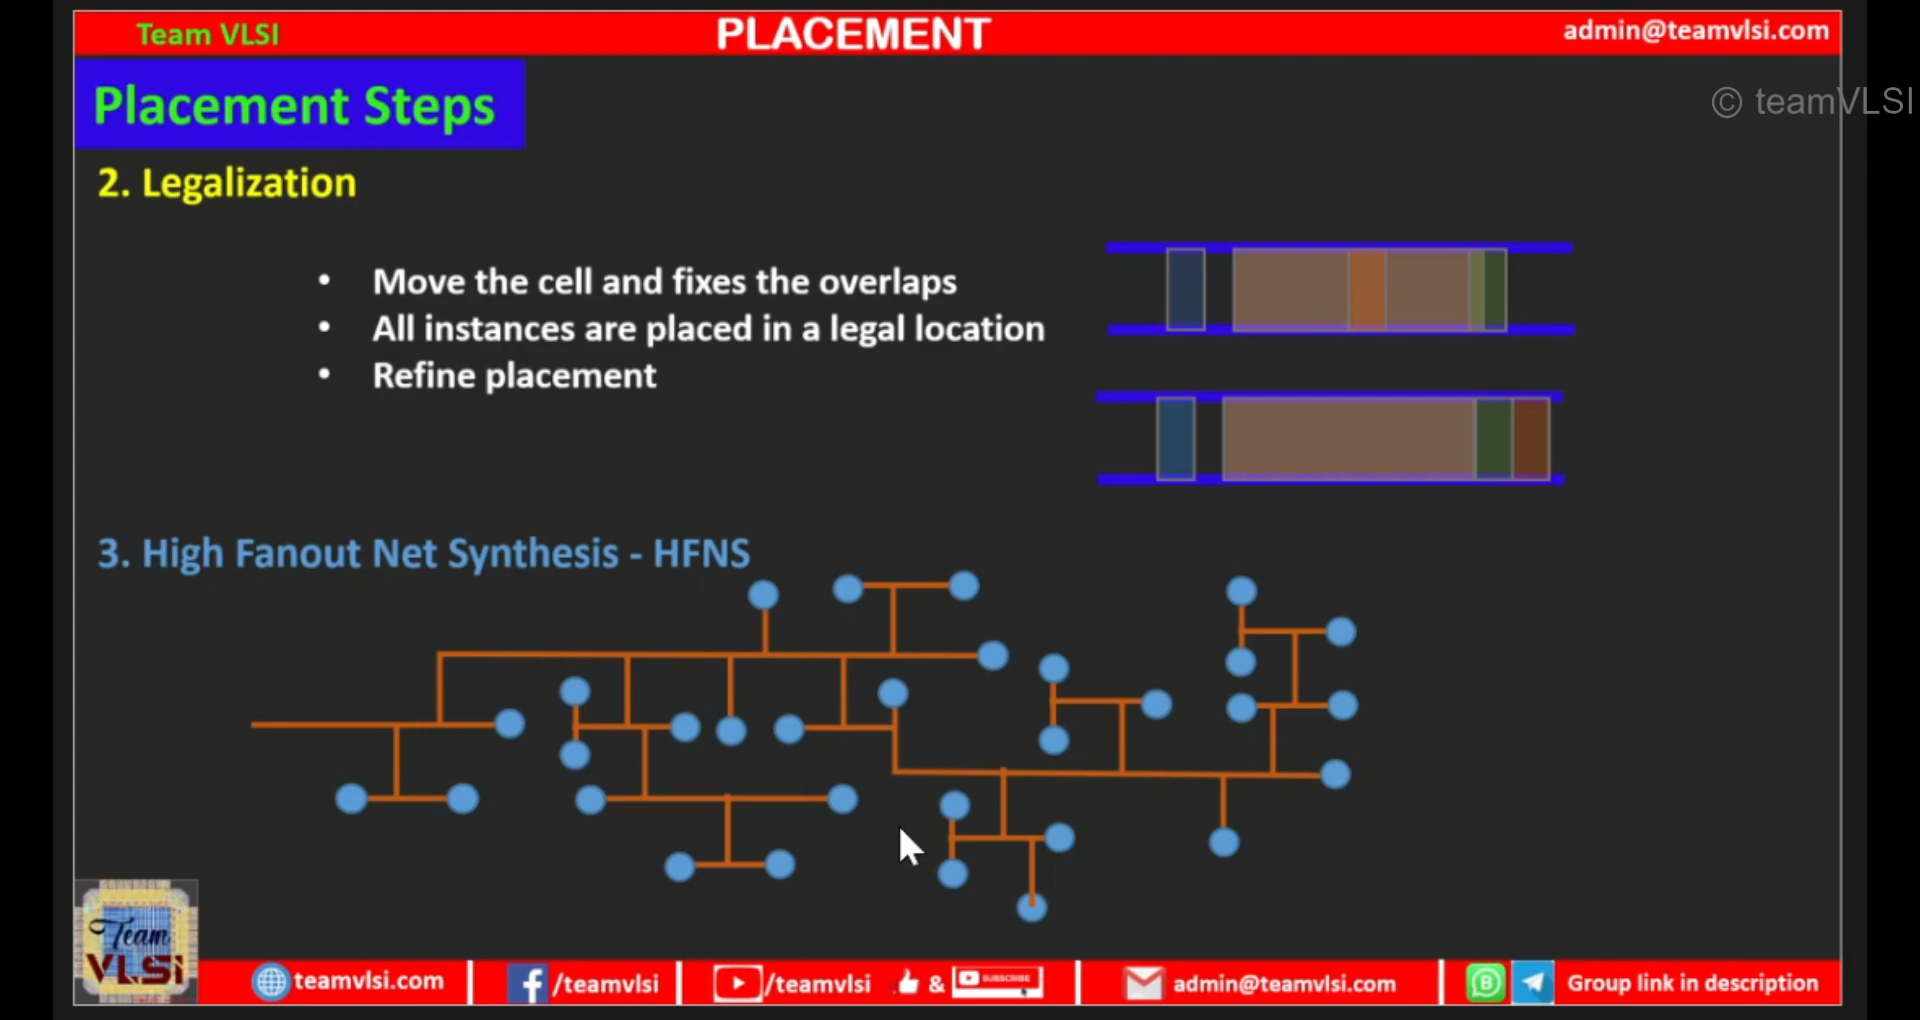 Team VLSI
PLACEMENT
admin@teamvlsi.com
Placement Steps
© teamVLSI
2. Legalization
• Move the cell and fixes the overlaps
• All instances are placed in a legal location
• Refine placement
3. High Fanout Net Synthesis - HFNS
Team
VLSi
teamvlsi.com
/teamvlsi
/teamvlsi
&
SUBSCRIBE
admin@teamvlsi.com
Group link in description